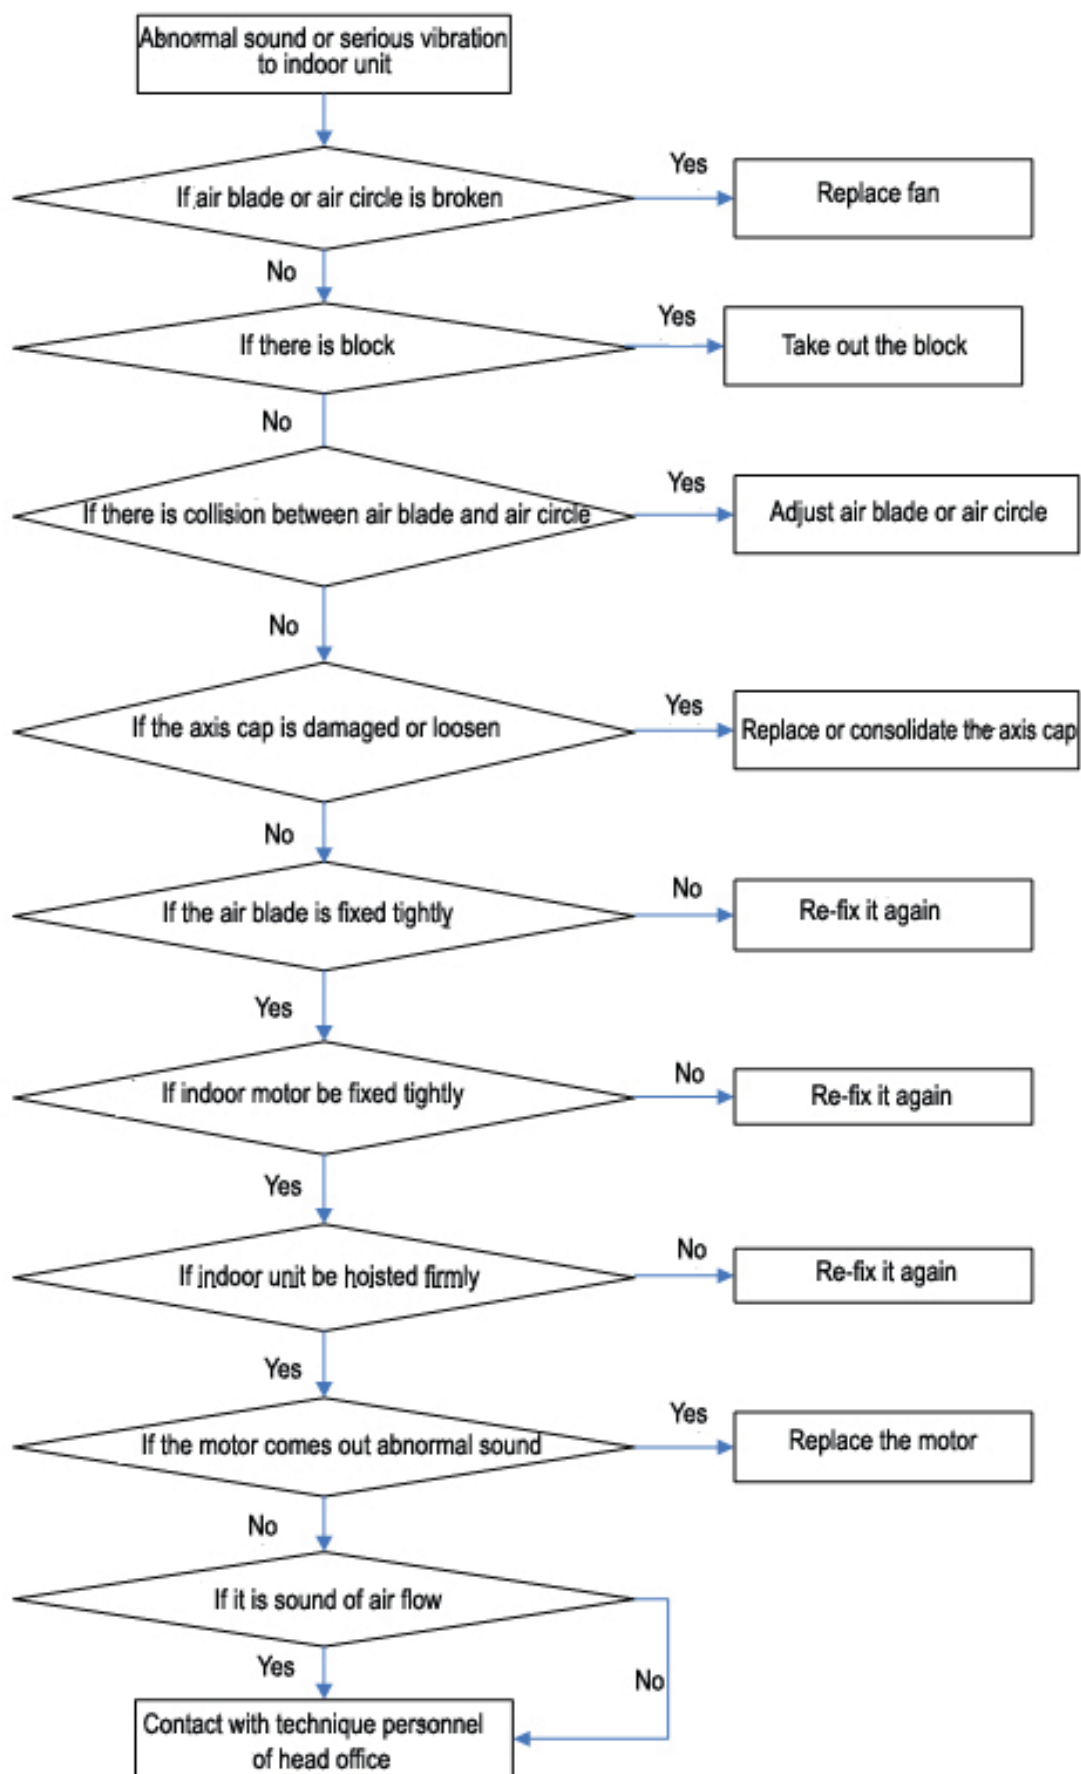 Abnormal sound or serious vibration
to indoor unit
If air blade or air circle is broken
Yes
Replace fan
No
If there is block
Yes
Take out the block
No
If there is collision between air blade and air circle
Yes
Adjust air blade or air circle
No
If the axis cap is damaged or loosen
Yes
Replace or consolidate the axis cap
No
If the air blade is fixed tightly
No
Re-fix it again
Yes
If indoor motor be fixed tightly
No
Re-fix it again
Yes
If indoor unit be hoisted firmly
No
Re-fix it again
Yes
If the motor comes out abnormal sound
Yes
Replace the motor
No
If it is sound of air flow
Yes
No
Contact with technique personnel
of head office